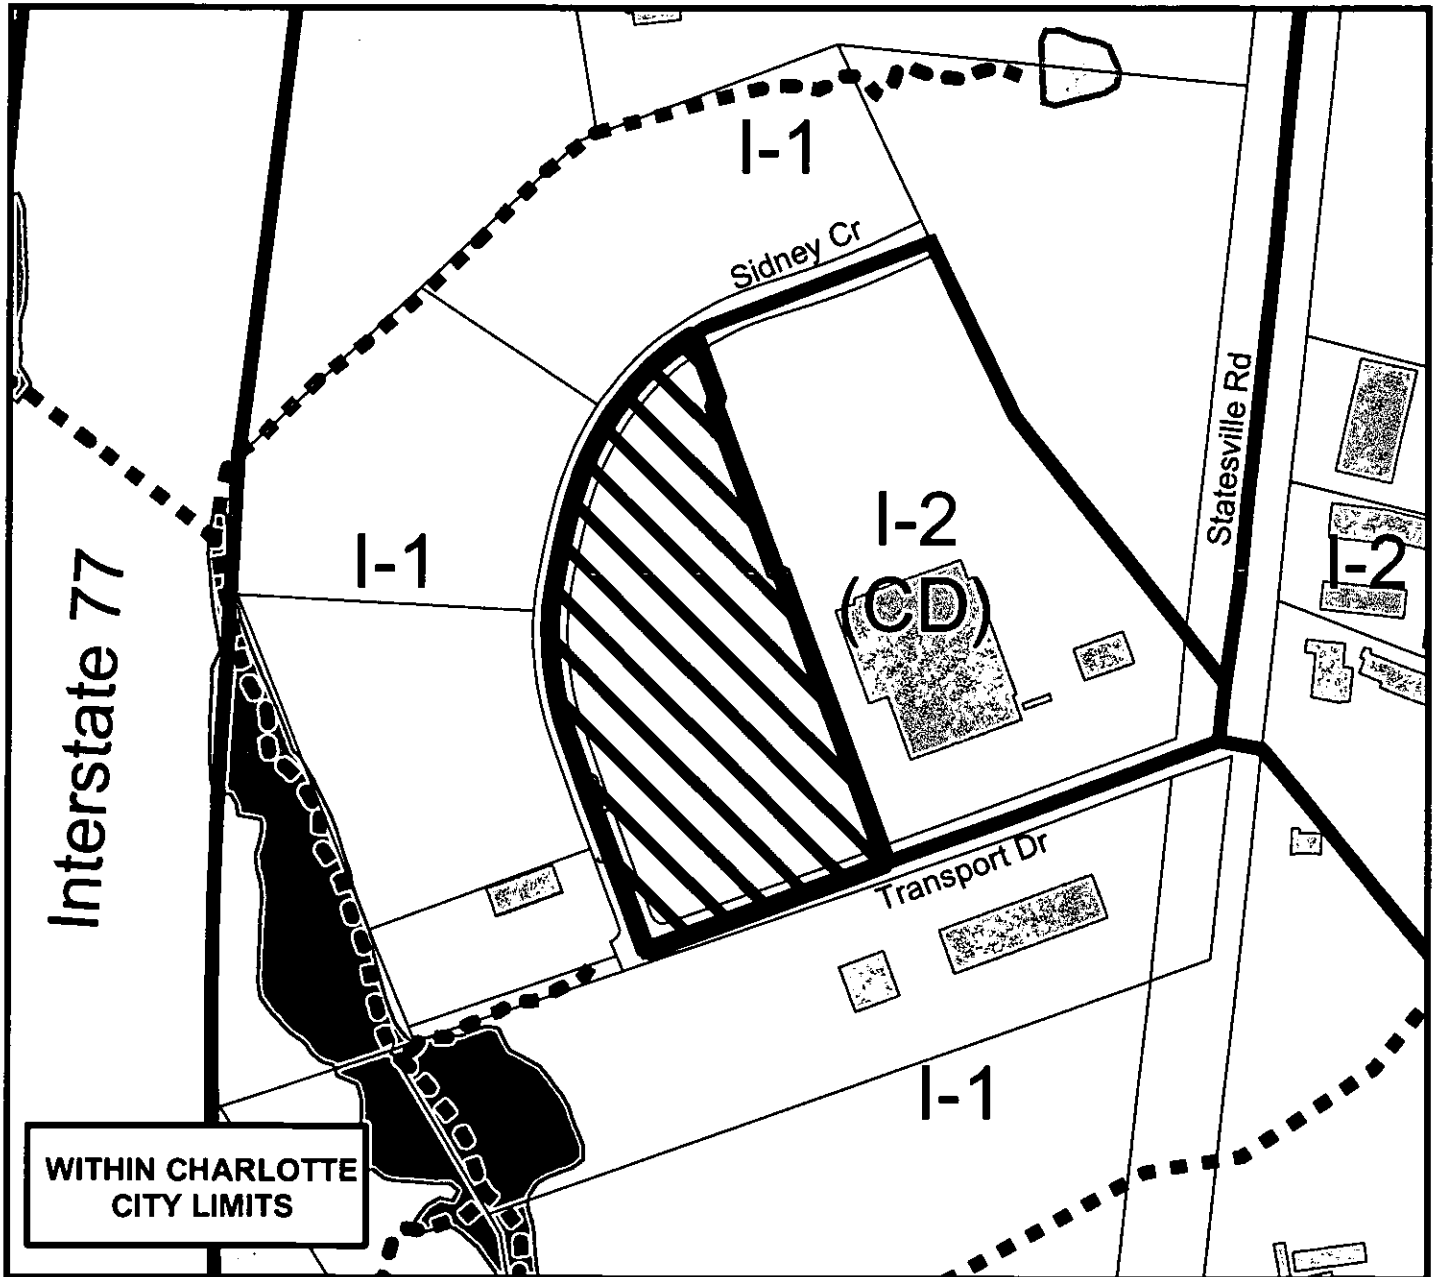 I-1
Sidney Cr
Statesville Rd
I-2
(CD)
I-2
I-1
Interstate 77
Transport Dr
I-1
WITHIN CHARLOTTE
CITY LIMITS